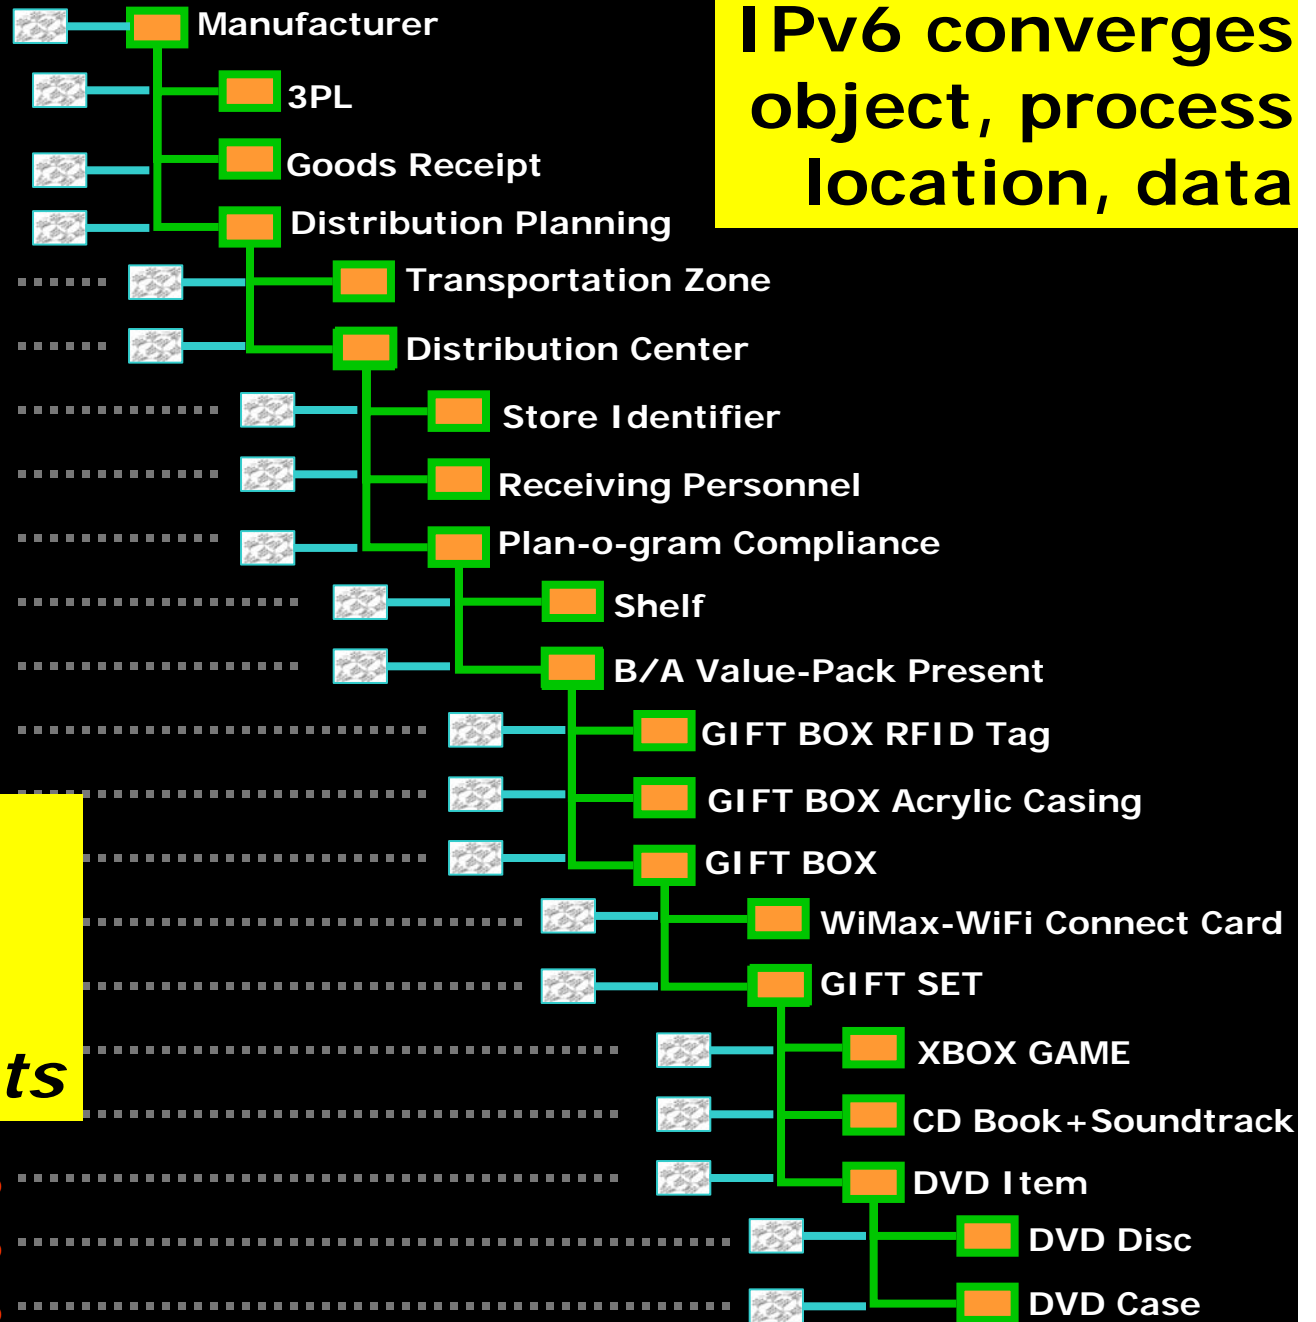 IPv6 converges
object, process
location, data
Manufacturer
3PL
Goods Receipt
Distribution Planning
Transportation Zone
Distribution Center
Store Identifier
Receiving Personnel
Plan-o-gram Compliance
Shelf
B/A Value-Pack Present
GIFT BOX RFID Tag
GIFT BOX Acrylic Casing
GIFT BOX
WiMax-WiFi Connect Card
GIFT SET
XBOX GAME
ts
CD Book+Soundtrack
DVD Item
DVD Disc
DVD Case